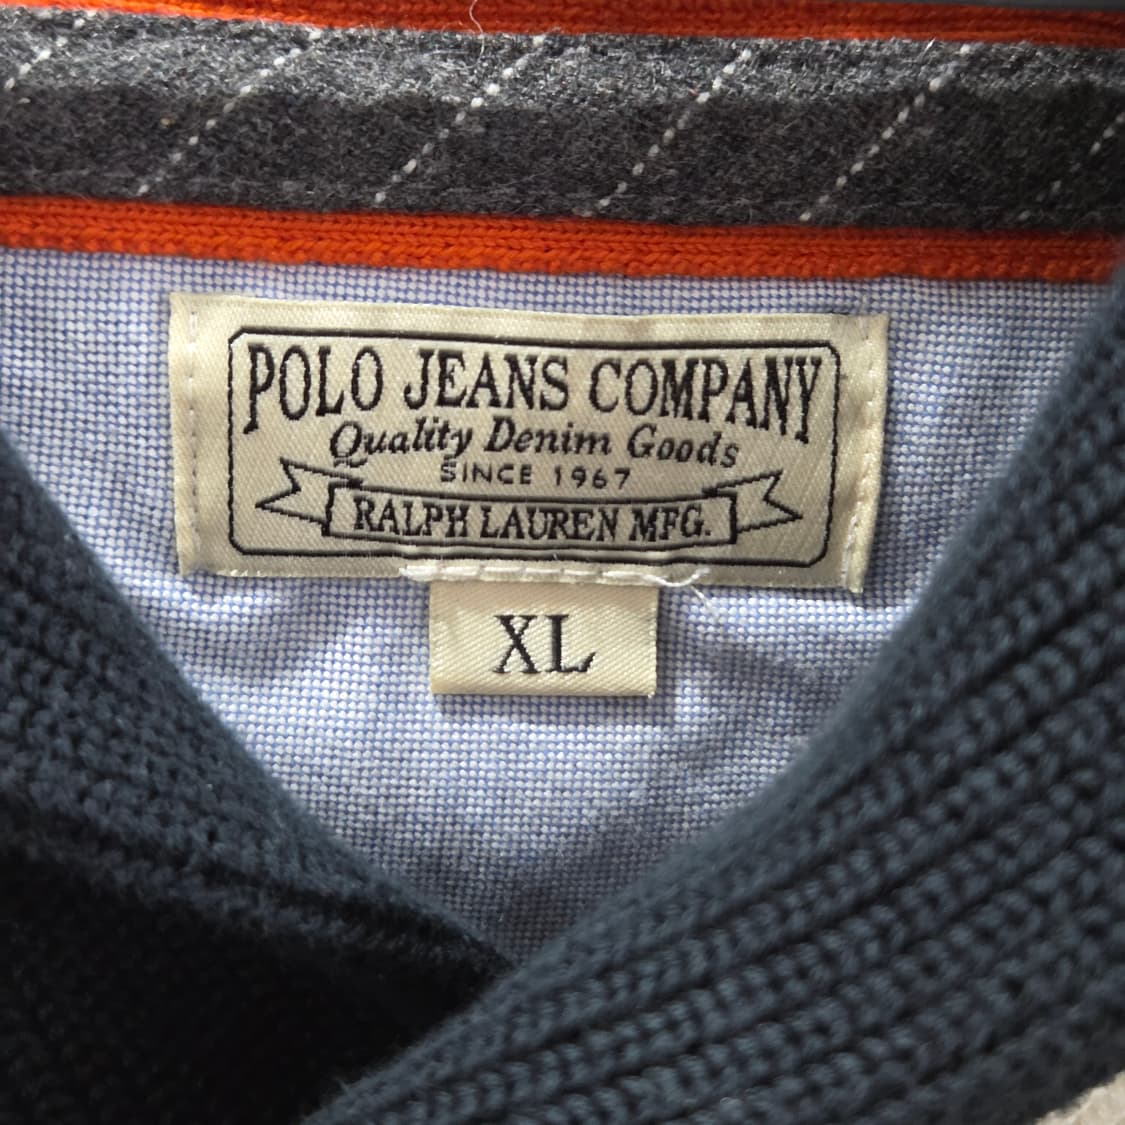 POLO JEANS COMPANY
Quality Denim Goods
SINCE 1967
RALPH LAUREN MFG.
XL